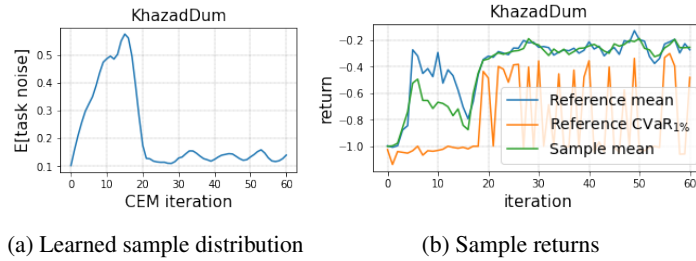 KhazadDum
E[task noise]
0.5
0.4
0.3
0.2
0.1
0 10 20 30 40 50 60
CEM iteration
(a) Learned sample distribution
KhazadDum
return
−0.2
−0.4
−0.6
−0.8
−1.0
Reference mean
Reference CVaR1%
Sample mean
0 10 20 30 40 50 60
iteration
(b) Sample returns